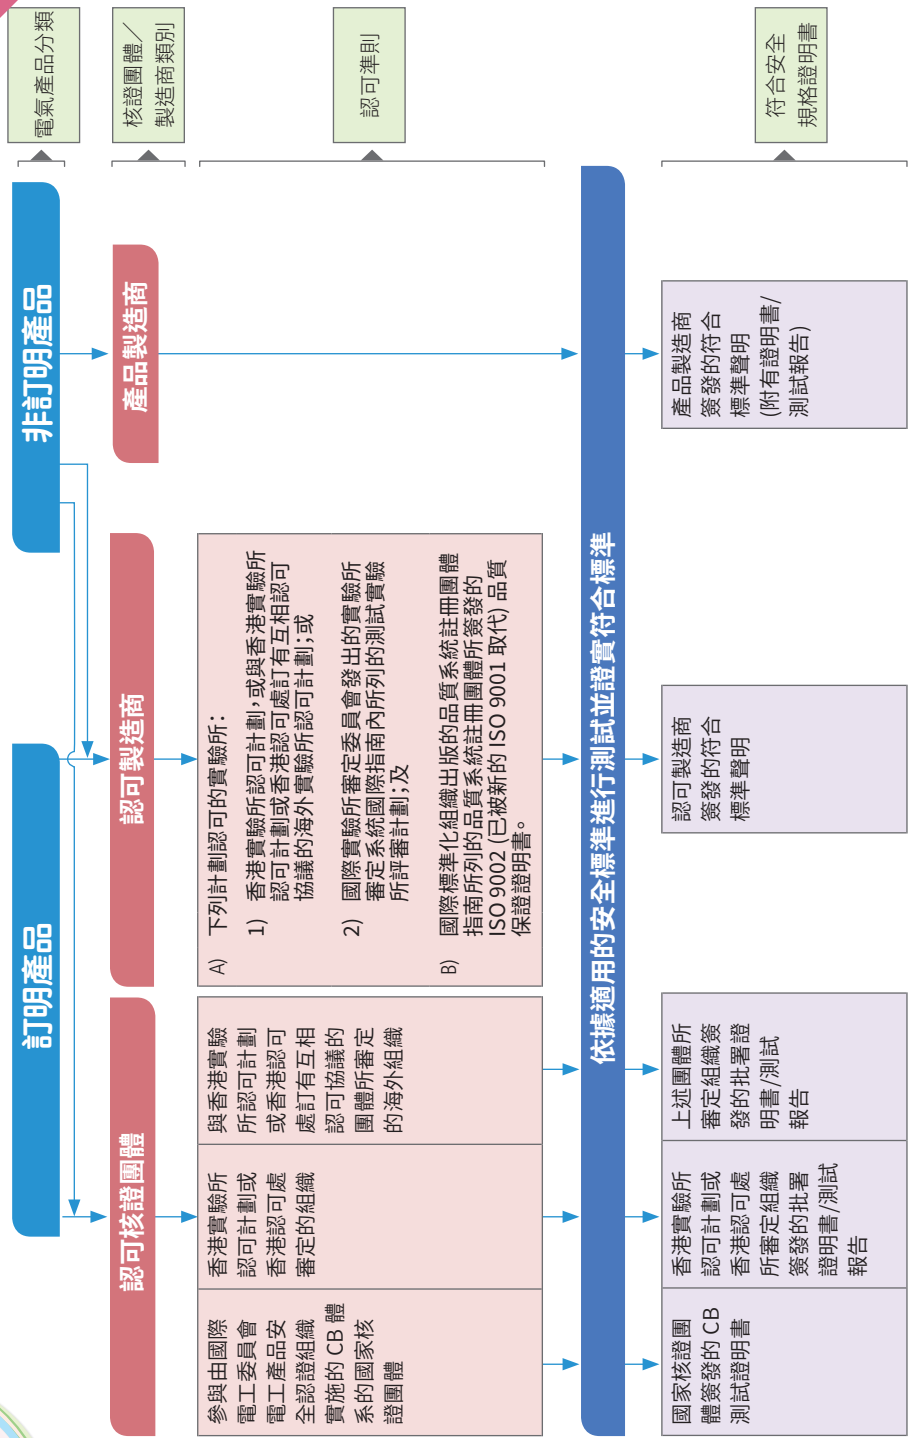 訂明產品
非訂明產品
電氣產品分類
認可核證團體
認可製造商
產品製造商
核證團體／
製造商類別
參與由國際
電工委員會
電工產品安
全認證組織
實施的 CB 體
系的國家核
證團體
香港實驗所
認可計劃或
香港認可處
審定的組織
與香港實驗
所認可計劃
或香港認可
處訂有互相
認可協議的
團體所審定
的海外組織
A) 下列計劃認可的實驗所：
1) 香港實驗所認可計劃，或與香港實驗所
認可計劃或香港認可處訂有互相認可
協議的海外實驗所認可計劃；或
2) 國際實驗所審定委員會發出的實驗所
審定系統國際指南內所列的測試實驗
所評審計劃；及
B) 國際標準化組織出版的品質系統註冊團體
指南所列的品質系統註冊團體所簽發的
ISO 9002 (已被新的 ISO 9001 取代) 品質
保證證明書。
認可準則
依據適用的安全標準進行測試並證實符合標準
國家核證團
體簽發的 CB
測試證明書
香港實驗所
認可計劃或
香港認可處
所審定組織
簽發的批署
證明書/測試
報告
上述團體所
審定組織簽
發的批署證
明書/測試
報告
認可製造商
簽發的符合
標準聲明
產品製造商
簽發的符合
標準聲明
(附有證明書/
測試報告)
符合安全
規格證明書